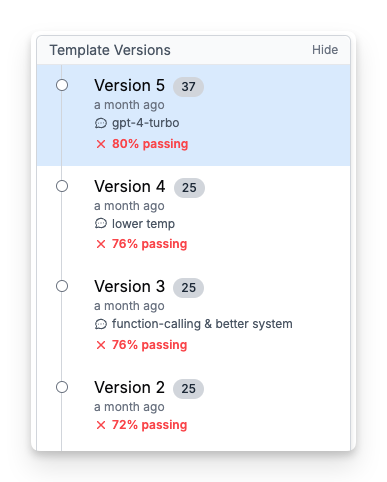 Template Versions Hide
Version 5 37
a month ago
gpt-4-turbo
80% passing
Version 4 25
a month ago
lower temp
76% passing
Version 3 25
a month ago
function-calling & better system
76% passing
Version 2 25
a month ago
72% passing